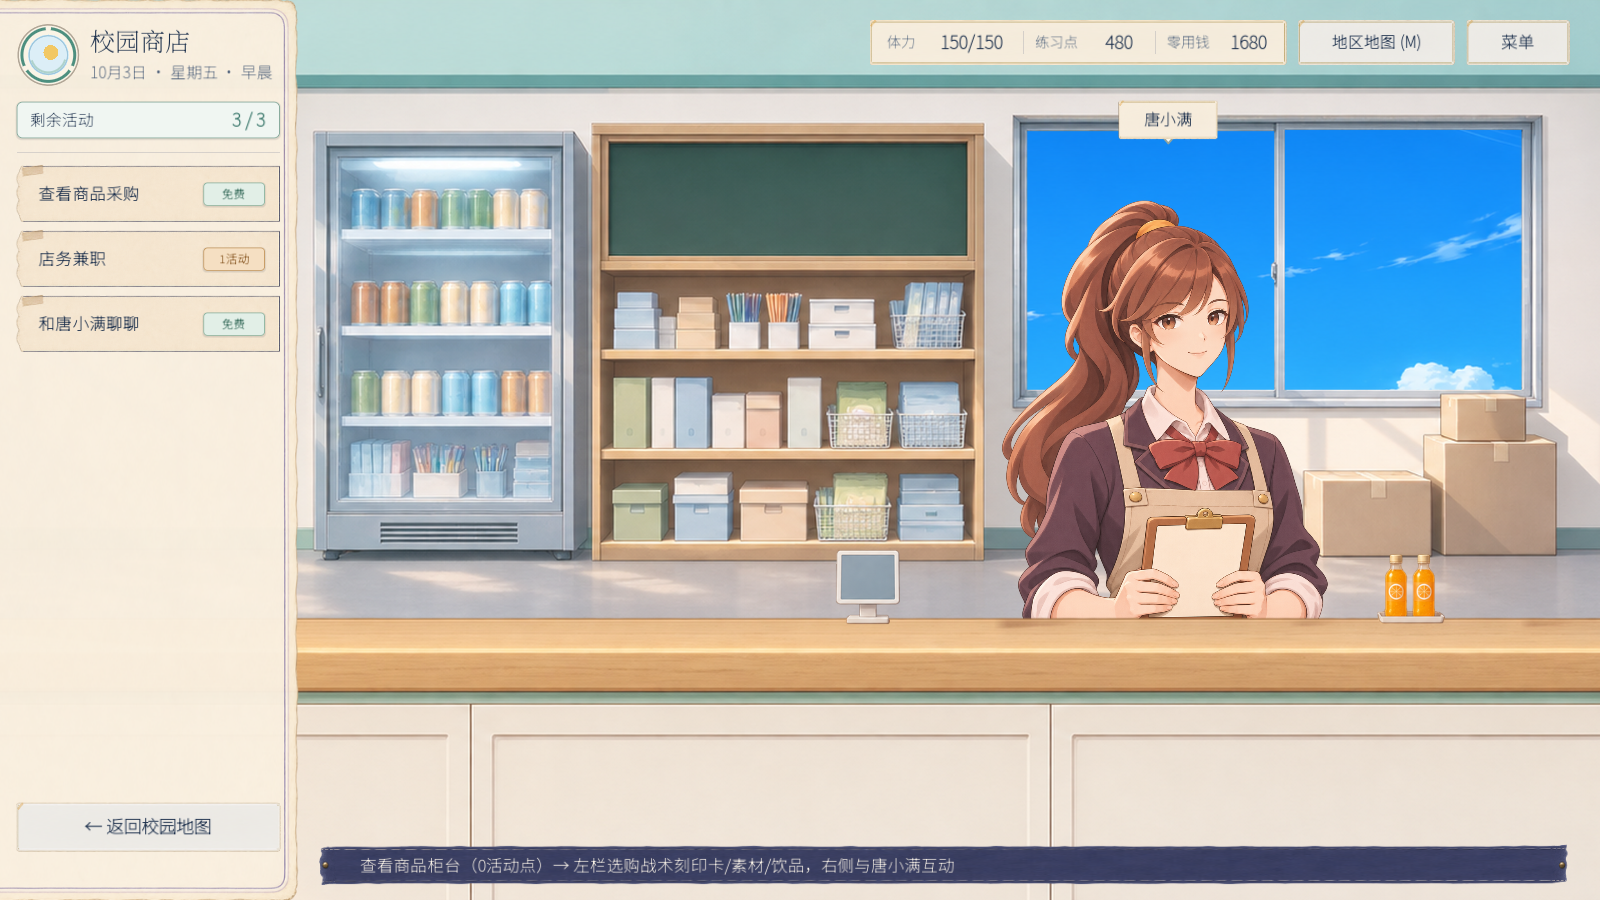 校园商店
10月3日 · 星期五 · 早晨
剩余活动 3/3
查看商品采购 免费
店务兼职 1活动
和唐小满聊聊 免费
← 返回校园地图
体力 150/150 练习点 480 零用钱 1680
地区地图 (M)
菜单
唐小满
查看商品柜台（0活动点）→ 左栏选购战术刻印卡/素材/饮品，右侧与唐小满互动